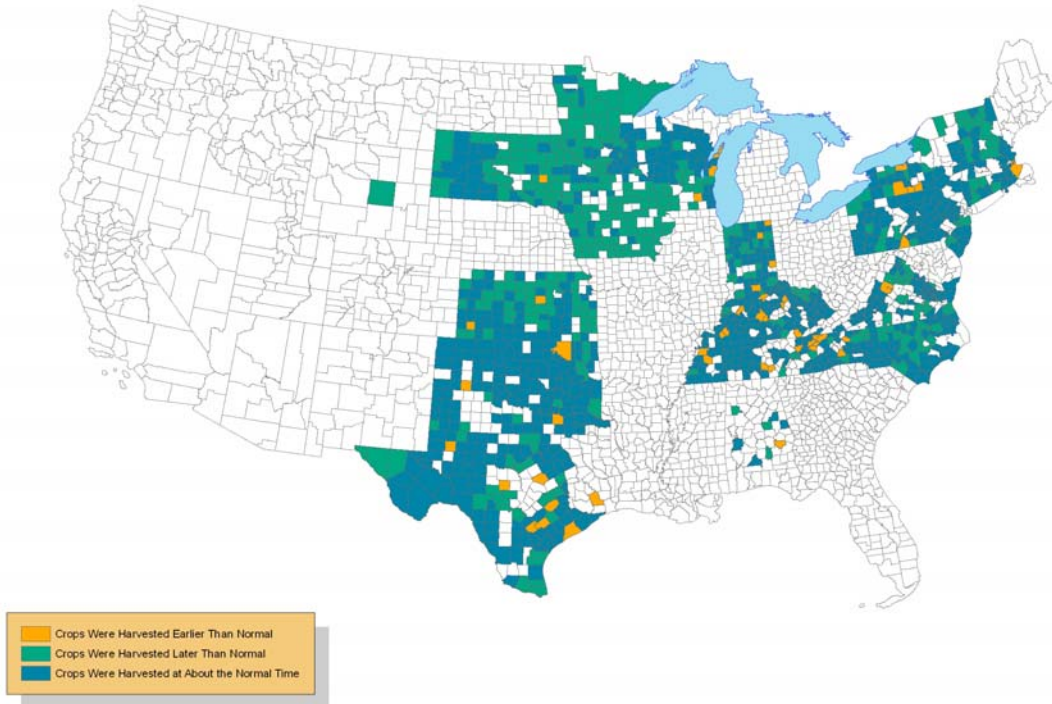 Crops Were Harvested Earlier Than Normal
Crops Were Harvested Later Than Normal
Crops Were Harvested at About the Normal Time